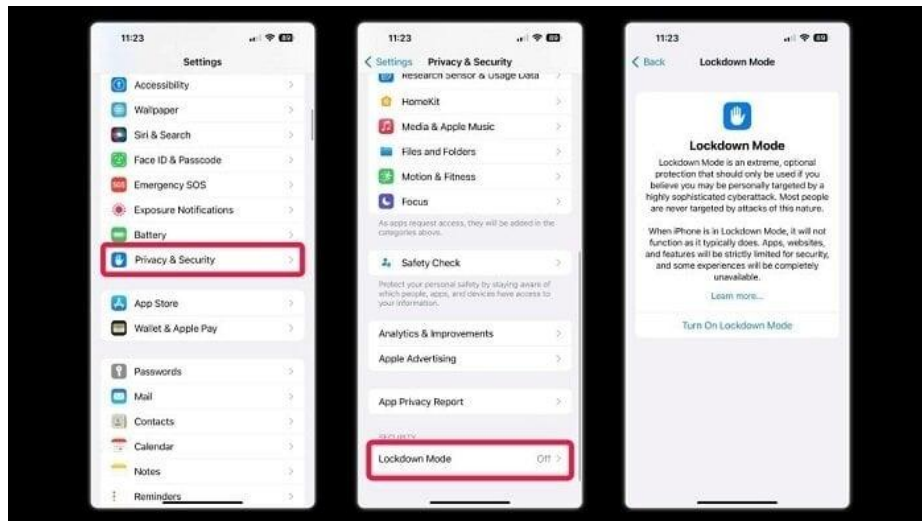 11:23
89
Settings
Accessibility
Wallpaper
Siri & Search
Face ID & Passcode
SOS
Emergency SOS
Exposure Notifications
Battery
Privacy & Security
App Store
Wallet & Apple Pay
Passwords
Mail
Contacts
Calendar
Notes
Reminders
11:23
89
Settings
Privacy & Security
Research Sensor & Usage Data
HomeKit
Media & Apple Music
Files and Folders
Motion & Fitness
Focus
As apps request access, they will be added in the
categories above.
Safety Check
Protect your personal safety by staying aware of
which people, apps, and devices have access to
your information.
Analytics & Improvements
Apple Advertising
App Privacy Report
SECURITY
Lockdown Mode
Off
11:23
89
Back
Lockdown Mode
Lockdown Mode
Lockdown Mode is an extreme, optional
protection that should only be used if you
believe you may be personally targeted by a
highly sophisticated cyberattack. Most people
are never targeted by attacks of this nature.
When iPhone is in Lockdown Mode, it will not
function as it typically does. Apps, websites,
and features will be strictly limited for security,
and some experiences will be completely
unavailable.
Learn more...
Turn On Lockdown Mode